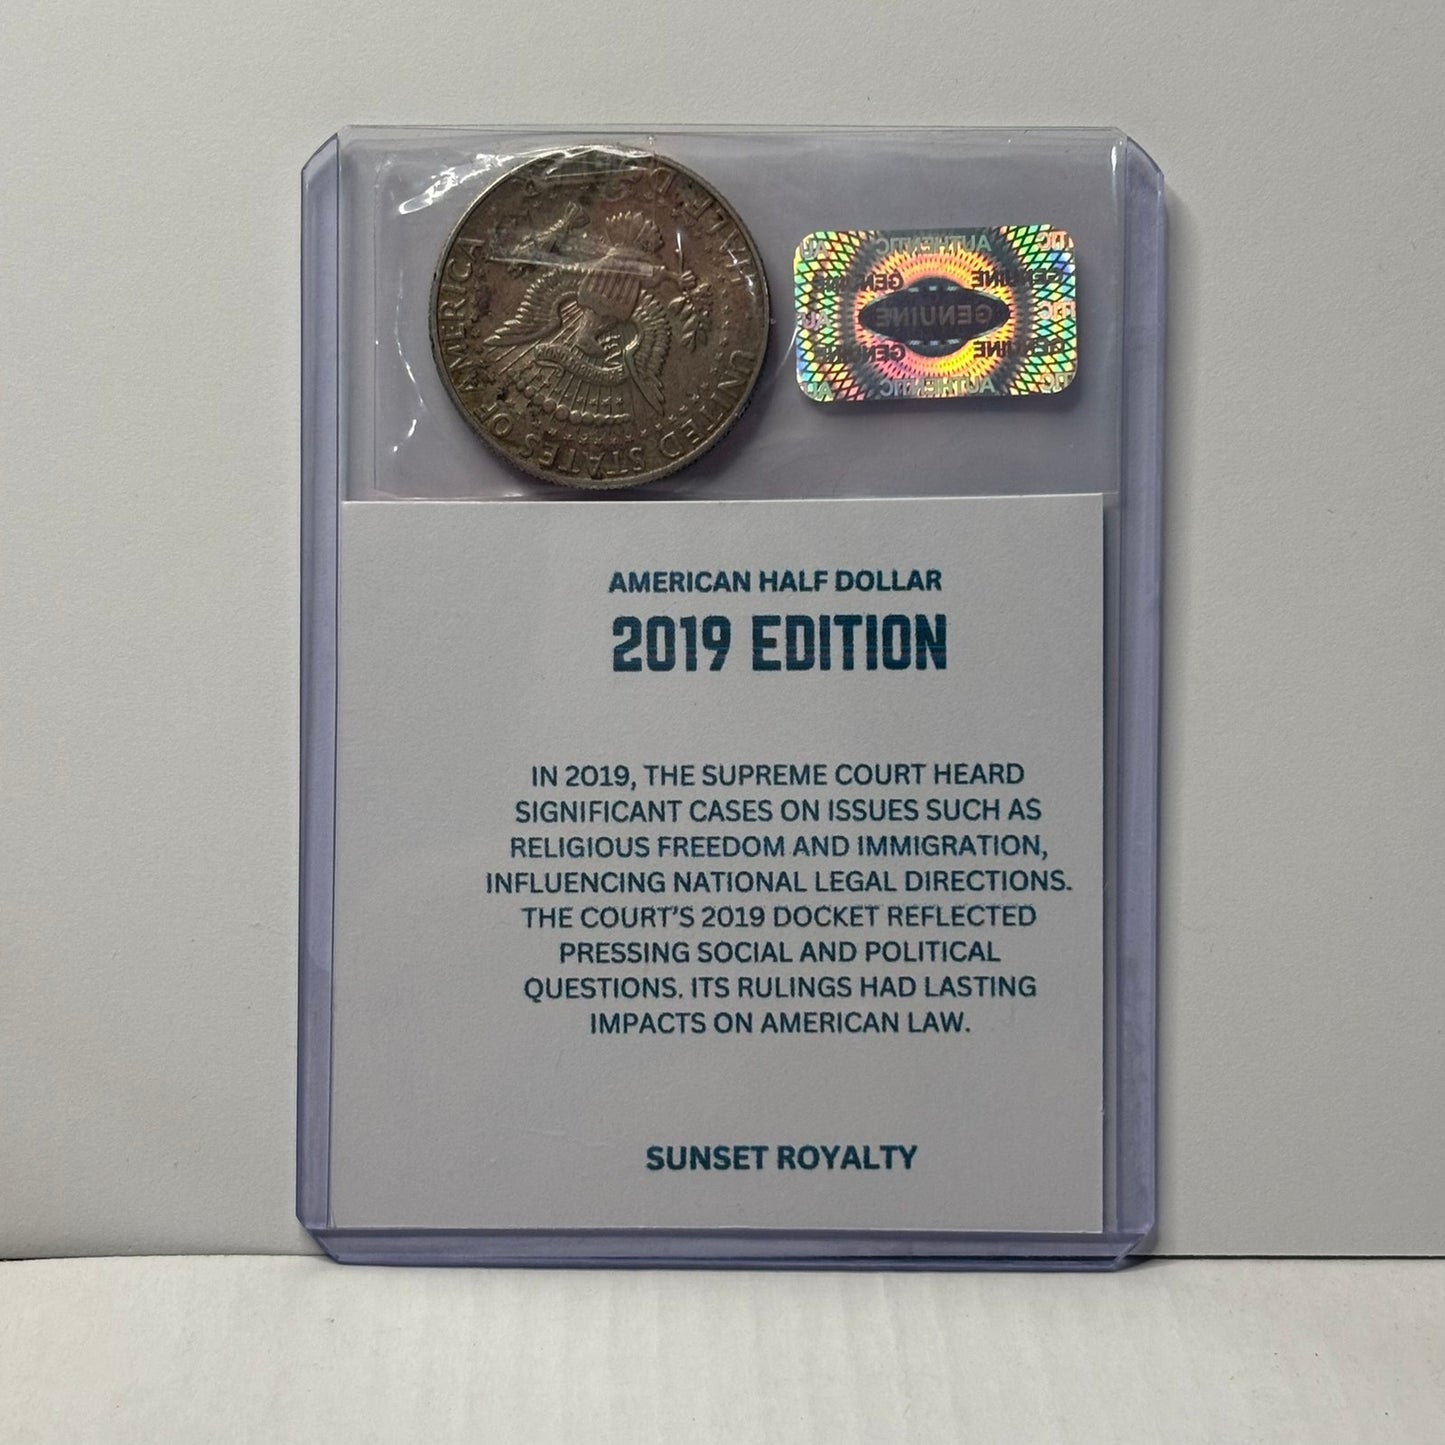 UNITED STATES OF AMERICA
HALF DOLLAR
AUTHENTIC
GENUINE GENUINE
GENUINE
GENUINE GENUINE
AUTHENTIC
AMERICAN HALF DOLLAR
2019 EDITION
IN 2019, THE SUPREME COURT HEARD
SIGNIFICANT CASES ON ISSUES SUCH AS
RELIGIOUS FREEDOM AND IMMIGRATION,
INFLUENCING NATIONAL LEGAL DIRECTIONS.
THE COURT'S 2019 DOCKET REFLECTED
PRESSING SOCIAL AND POLITICAL
QUESTIONS. ITS RULINGS HAD LASTING
IMPACTS ON AMERICAN LAW.
SUNSET ROYALTY